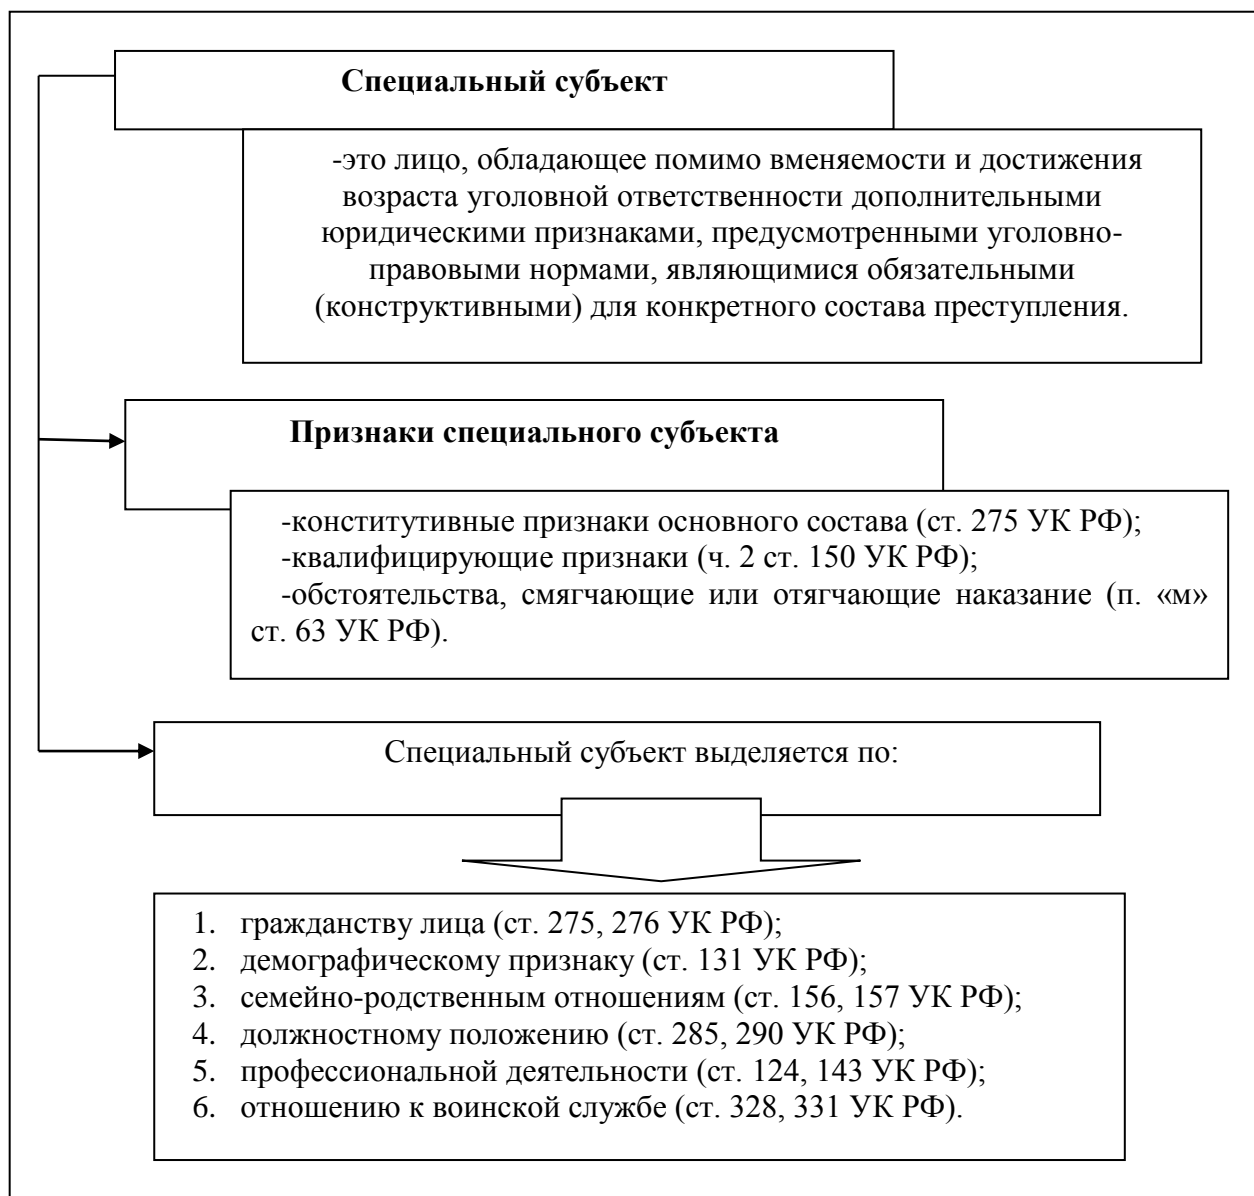 Специальный субъект
-это лицо, обладающее помимо вменяемости и достижения
возраста уголовной ответственности дополнительными
юридическими признаками, предусмотренными уголовно-
правовыми нормами, являющимися обязательными
(конструктивными) для конкретного состава преступления.
Признаки специального субъекта
-конститутивные признаки основного состава (ст. 275 УК РФ);
-квалифицирующие признаки (ч. 2 ст. 150 УК РФ);
-обстоятельства, смягчающие или отягчающие наказание (п. «м»
ст. 63 УК РФ).
Специальный субъект выделяется по:
1. гражданству лица (ст. 275, 276 УК РФ);
2. демографическому признаку (ст. 131 УК РФ);
3. семейно-родственным отношениям (ст. 156, 157 УК РФ);
4. должностному положению (ст. 285, 290 УК РФ);
5. профессиональной деятельности (ст. 124, 143 УК РФ);
6. отношению к воинской службе (ст. 328, 331 УК РФ).